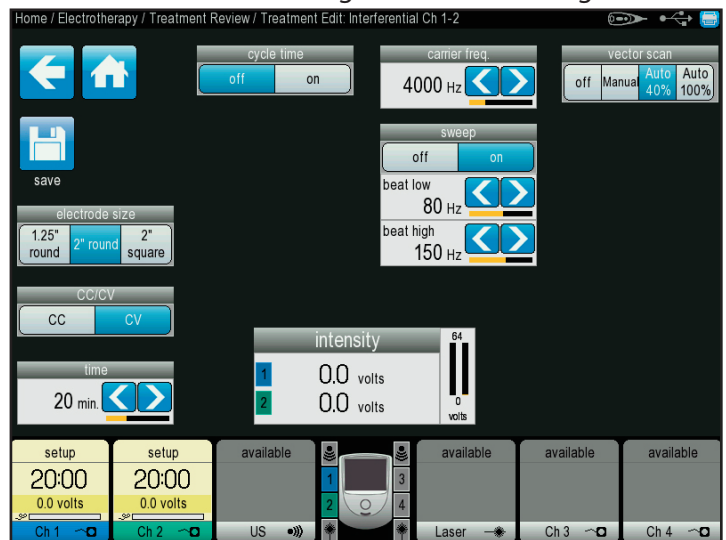 Home / Electrotherapy / Treatment Review / Treatment Edit: Interferential Ch 1-2
cycle time
off on
carrier freq.
4000 Hz
vector scan
off Manual Auto 40% Auto 100%
save
sweep
off on
beat low
80 Hz
beat high
150 Hz
electrode size
1.25" round 2" round 2" square
CC/CV
CC CV
time
20 min.
intensity
1 0.0 volts
2 0.0 volts
64
0
volts
setup
20:00
0.0 volts
Ch 1
setup
20:00
0.0 volts
Ch 2
available
US
1
2
3
4
available
Laser
available
Ch 3
available
Ch 4